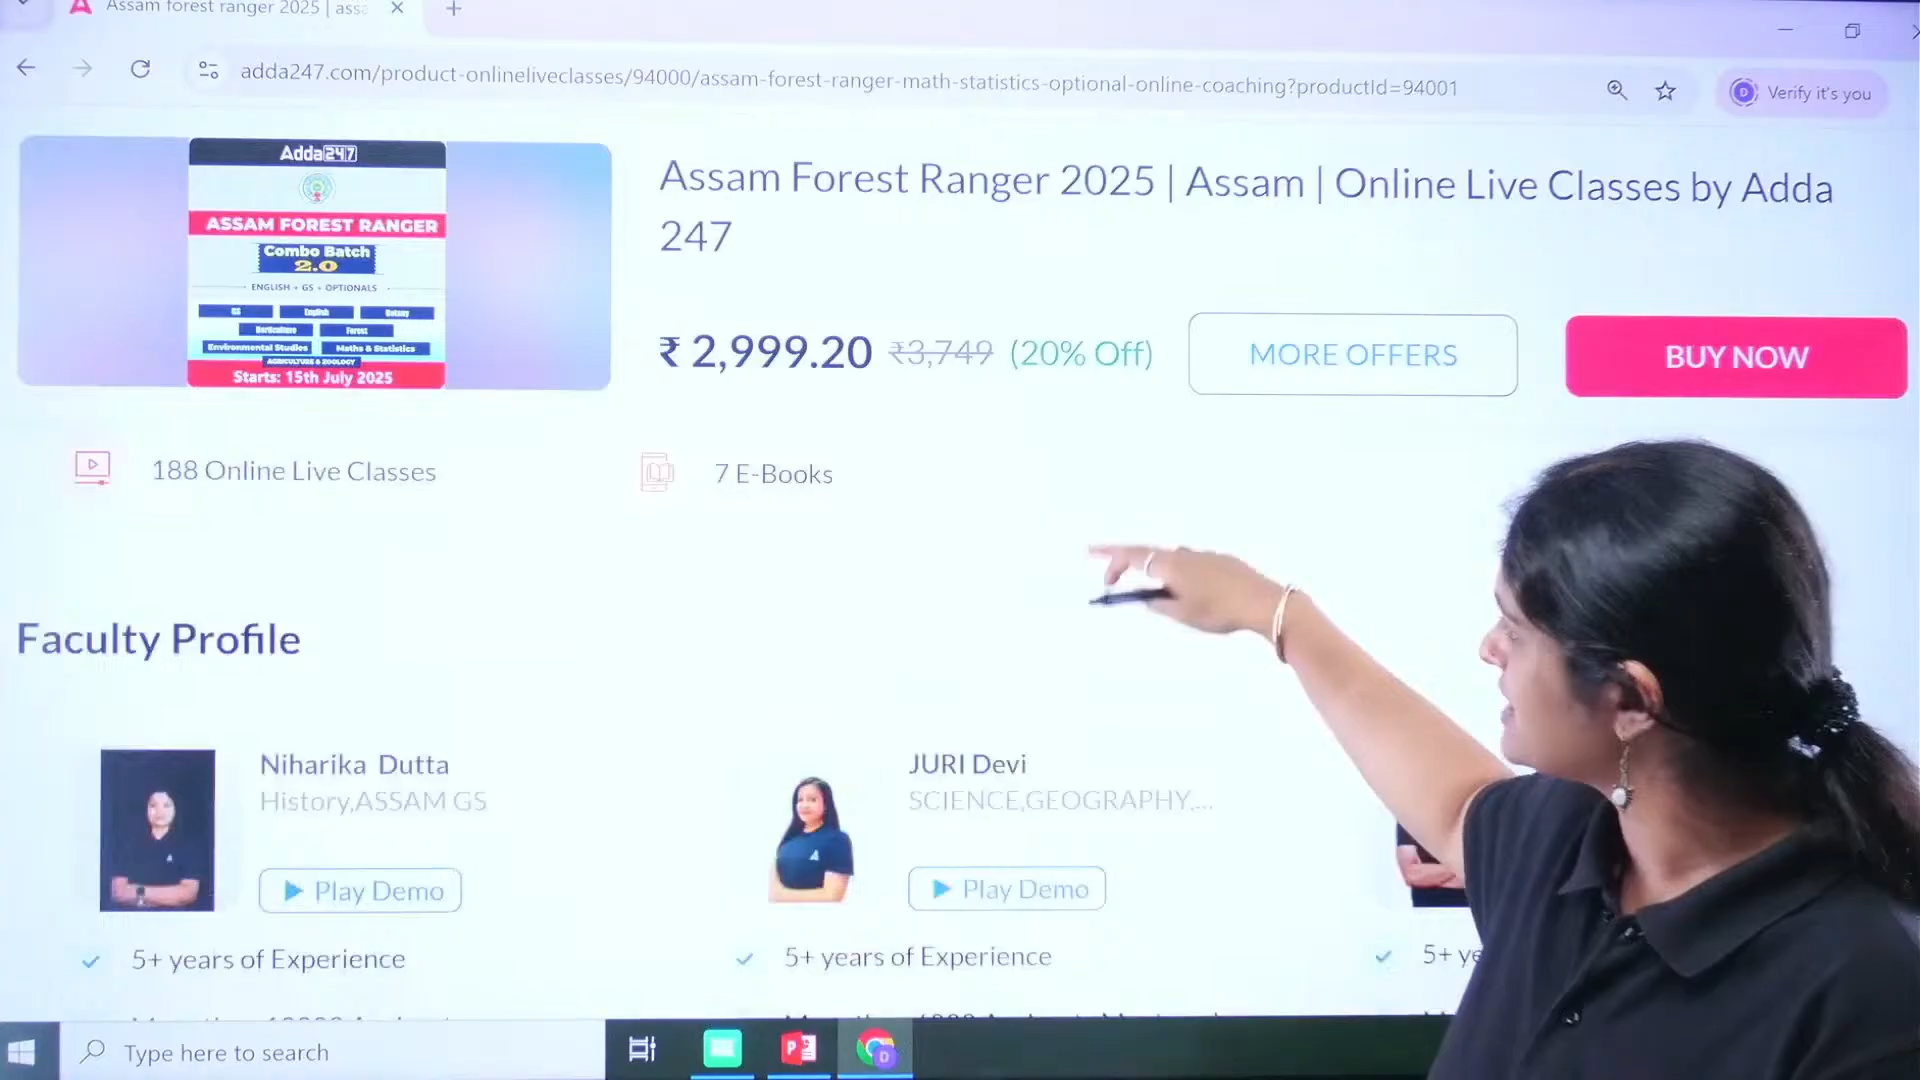 Assam forest ranger 2025 | assa
adda247.com/product-onlineliveclasses/94000/assam-forest-ranger-math-statistics-optional-online-coaching?productId=94001
D
Verify it's you
Adda247
ASSAM FOREST RANGER
Combo Batch
2.0
ENGLISH + GS + OPTIONALS
GS English Botany
Horticulture Forest
Environmental Studies Maths & Statistics
AGRICULTURE & ZOOLOGY
Starts: 15th July 2025
Assam Forest Ranger 2025 | Assam | Online Live Classes by Adda
247
₹ 2,999.20 ₹3,749 (20% Off)
MORE OFFERS
BUY NOW
188 Online Live Classes
7 E-Books
Faculty Profile
Niharika Dutta
History,ASSAM GS
Play Demo
5+ years of Experience
JURI Devi
SCIENCE,GEOGRAPHY,...
Play Demo
5+ years of Experience
5+ ye
Type here to search
P
D